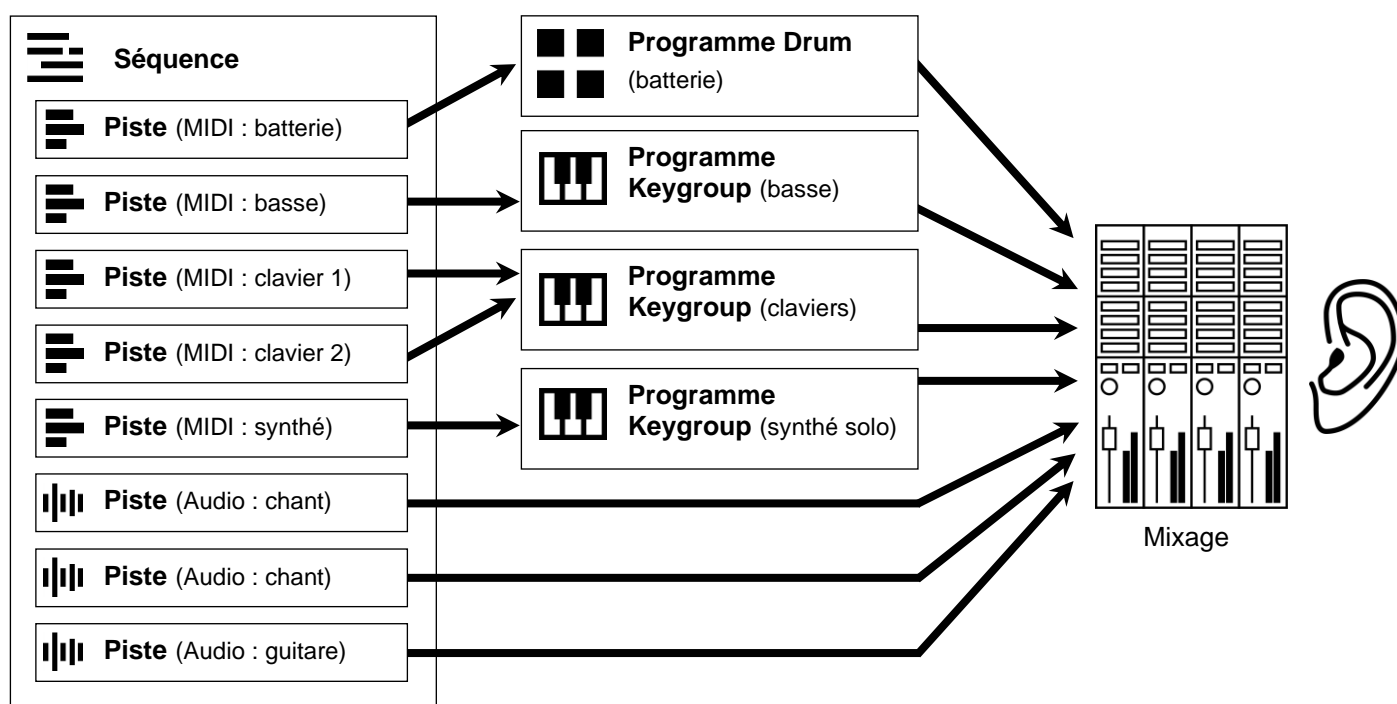 Séquence
Piste (MIDI : batterie)
Piste (MIDI : basse)
Piste (MIDI : clavier 1)
Piste (MIDI : clavier 2)
Piste (MIDI : synthé)
Piste (Audio : chant)
Piste (Audio : chant)
Piste (Audio : guitare)
Programme Drum
(batterie)
Programme
Keygroup (basse)
Programme
Keygroup (claviers)
Programme
Keygroup (synthé solo)
Mixage